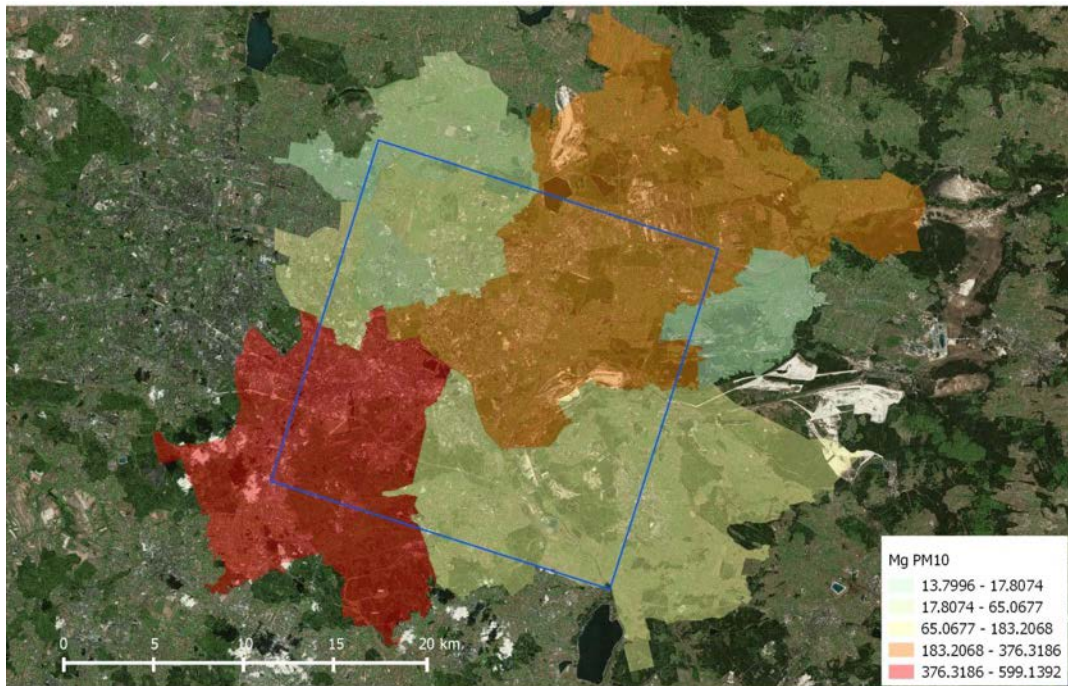 Mg PM10
13.7996 - 17.8074
17.8074 - 65.0677
65.0677 - 183.2068
183.2068 - 376.3186
376.3186 - 599.1392
0 5 10 15 20 km